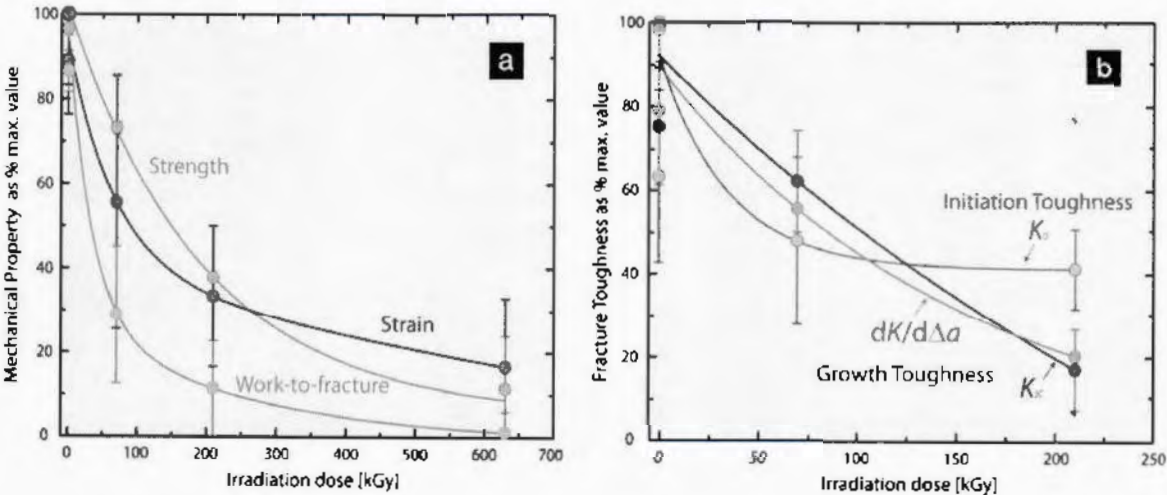 Mechanical Property as % max. value
100
80
60
40
20
0
a
Strength
Strain
Work-to-fracture
0 100 200 300 400 500 600 700
Irradiation dose [kGy]
Fracture Toughness as % max. value
100
80
60
40
20
0
b
Initiation Toughness
K₀
dK/dΔa
Growth Toughness
0 50 100 150 200 250
Irradiation dose [kGy]